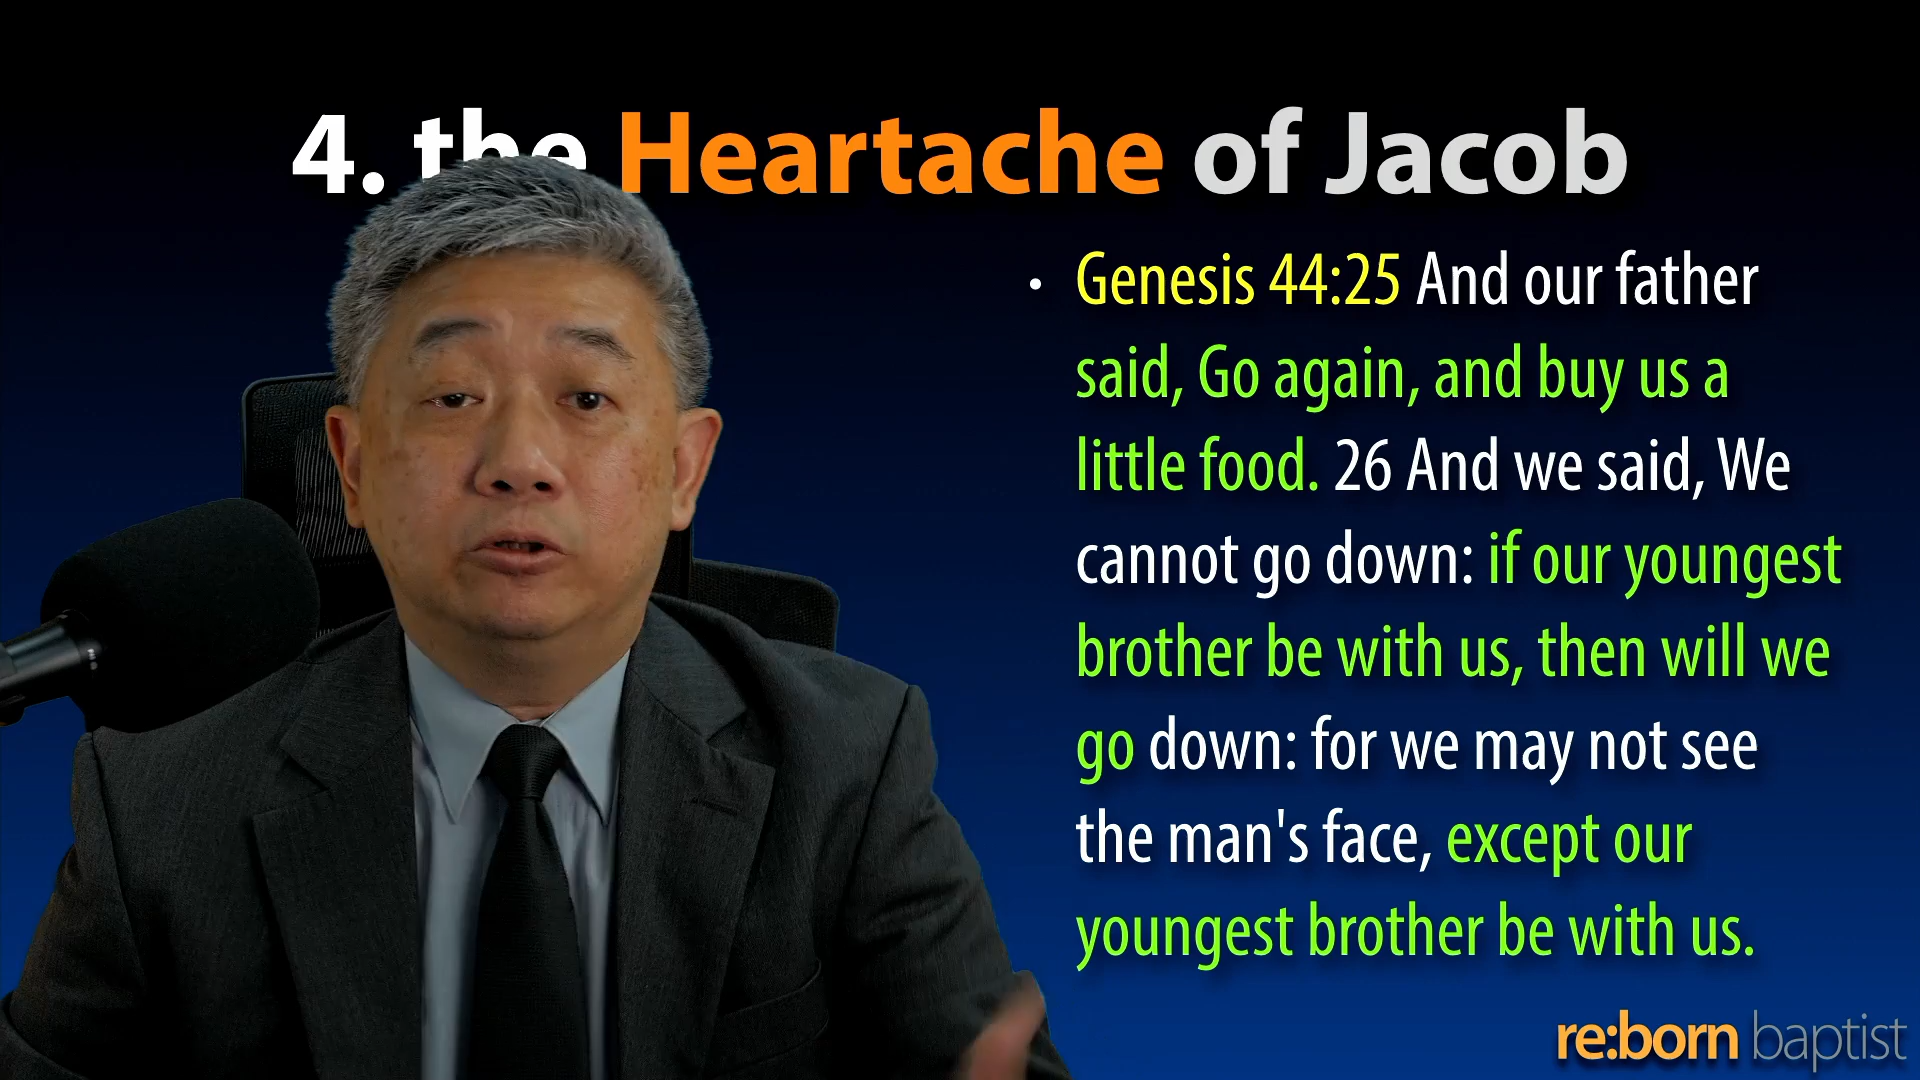 4. the Heartache of Jacob
• Genesis 44:25 And our father
said, Go again, and buy us a
little food. 26 And we said, We
cannot go down: if our youngest
brother be with us, then will we
go down: for we may not see
the man's face, except our
youngest brother be with us.
re:born baptist